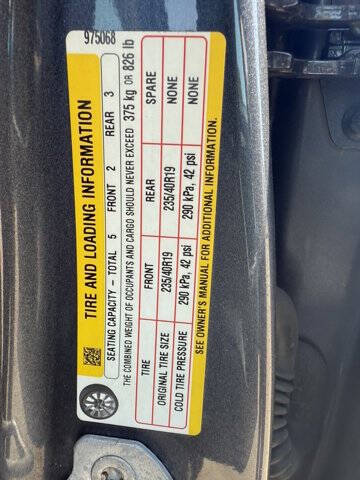 975068
TIRE AND LOADING INFORMATION
SEATING CAPACITY – TOTAL 5 FRONT 2 REAR 3
THE COMBINED WEIGHT OF OCCUPANTS AND CARGO SHOULD NEVER EXCEED 375 kg OR 826 lb
TIRE FRONT REAR SPARE
ORIGINAL TIRE SIZE 235/40R19 235/40R19 NONE
COLD TIRE PRESSURE 290 kPa, 42 psi 290 kPa, 42 psi NONE
SEE OWNER'S MANUAL FOR ADDITIONAL INFORMATION.